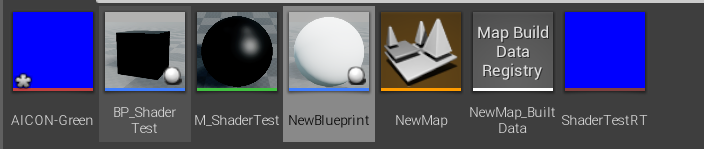 Map Build
Data
Registry
AICON-Green
BP_Shader
Test
M_ShaderTest
NewBlueprint
NewMap
NewMap_Built
Data
ShaderTestRT